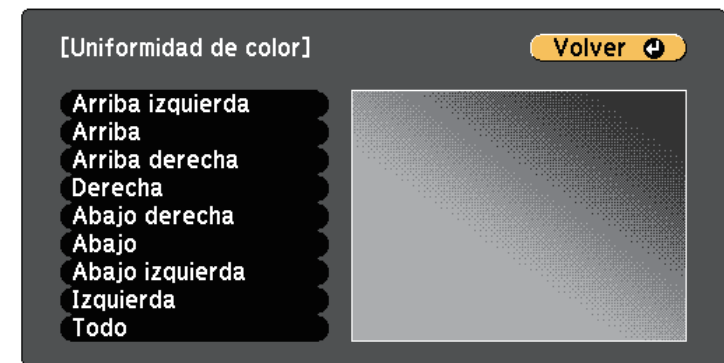 [Uniformidad de color]
Volver
Arriba izquierda
Arriba
Arriba derecha
Derecha
Abajo derecha
Abajo
Abajo izquierda
Izquierda
Todo